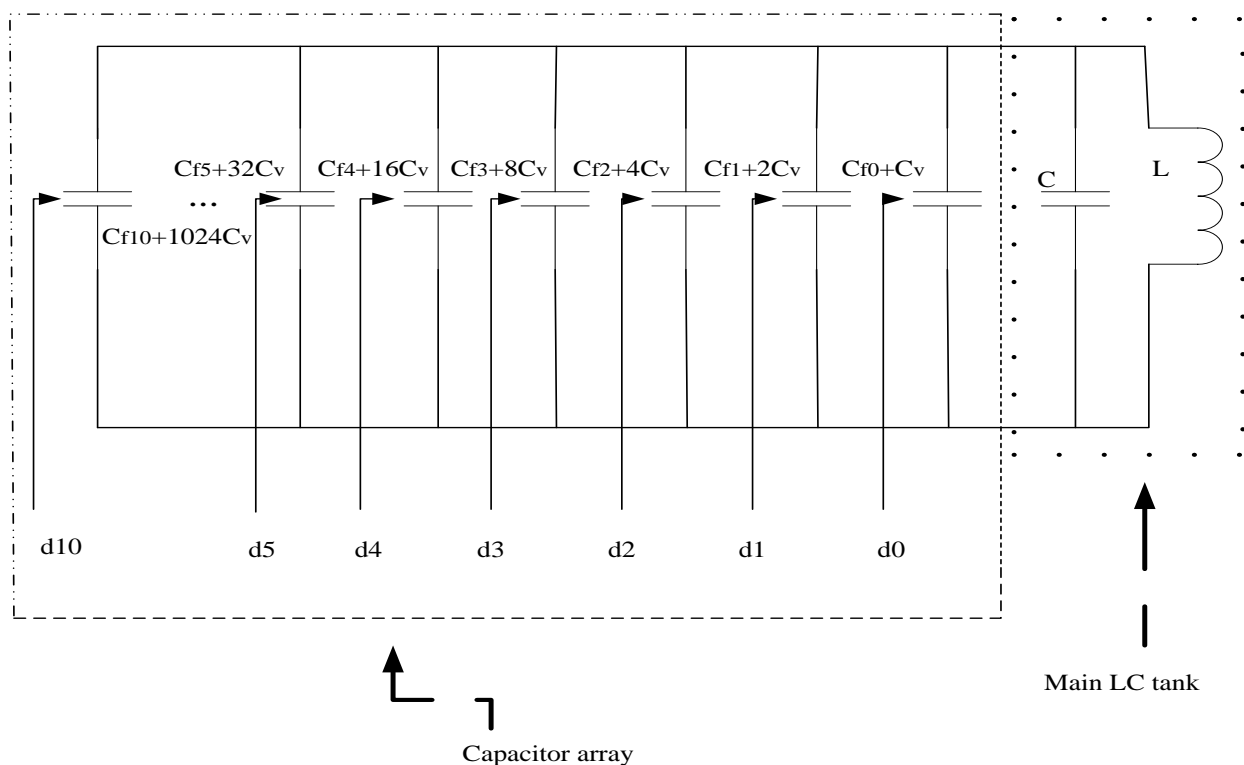 Cf5+32Cv Cf4+16Cv Cf3+8Cv Cf2+4Cv Cf1+2Cv Cf0+Cv C L
...
Cf10+1024Cv
d10 d5 d4 d3 d2 d1 d0
Main LC tank
Capacitor array